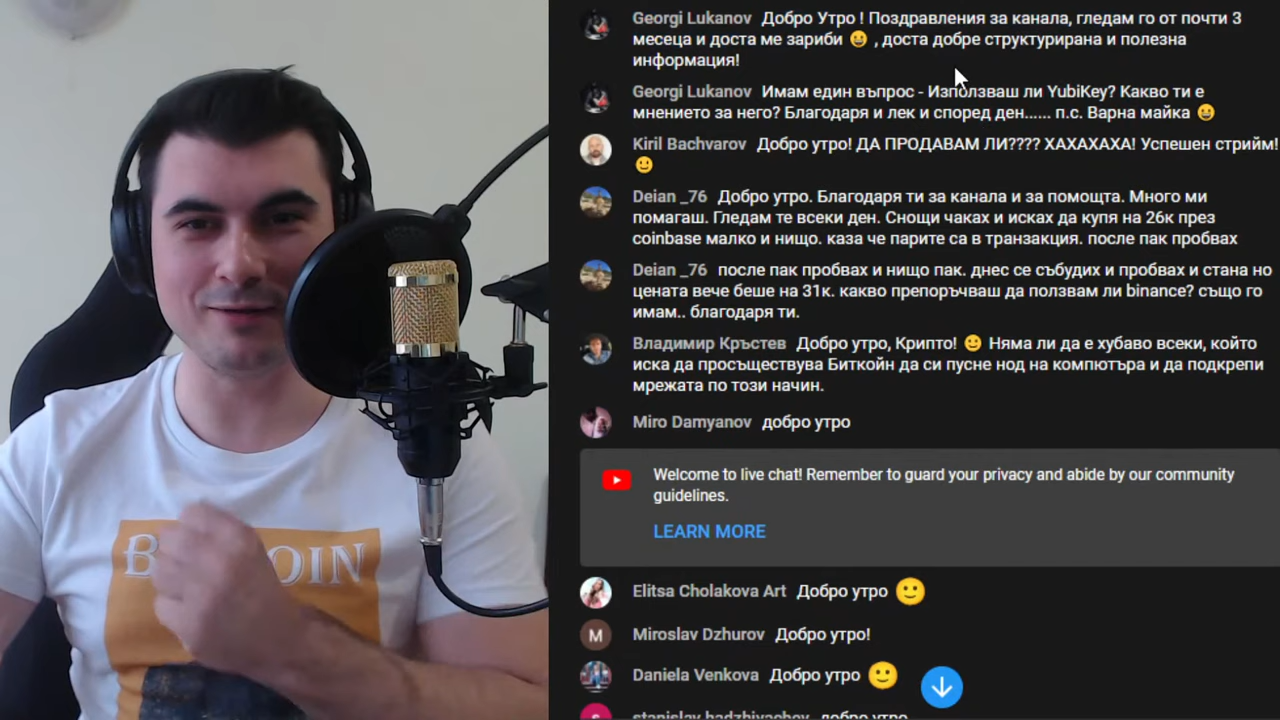 Georgi Lukanov Добро Утро ! Поздравления за канала, гледам го от почти 3
месеца и доста ме зариби 😀 , доста добре структурирана и полезна
информация!
Georgi Lukanov Имам един въпрос - Използваш ли YubiKey? Какво ти е
мнението за него? Благодаря и лек и според ден...... п.с. Варна майка 😀
Kiril Bachvarov Добро утро! ДА ПРОДАВАМ ЛИ???? ХАХАХАХА! Успешен стрийм!
🙂
Deian _76 Добро утро. Благодаря ти за канала и за помощта. Много ми
помагаш. Гледам те всеки ден. Снощи чаках и исках да купя на 26к през
coinbase малко и нищо. каза че парите са в транзакция. после пак пробвах
Deian _76 после пак пробвах и нищо пак. днес се събудих и пробвах и стана но
цената вече беше на 31к. какво препоръчваш да ползвам ли binance? също го
имам.. благодаря ти.
Владимир Кръстев Добро утро, Крипто! 😀 Няма ли да е хубаво всеки, който
иска да просъществува Биткойн да си пусне нод на компютъра и да подкрепи
мрежата по този начин.
Miro Damyanov добро утро
Welcome to live chat! Remember to guard your privacy and abide by our community
guidelines.
LEARN MORE
Elitsa Cholakova Art Добро утро 🙂
M Miroslav Dzhurov Добро утро!
Daniela Venkova Добро утро 🙂
stanislav hadzhiyachev добро утро